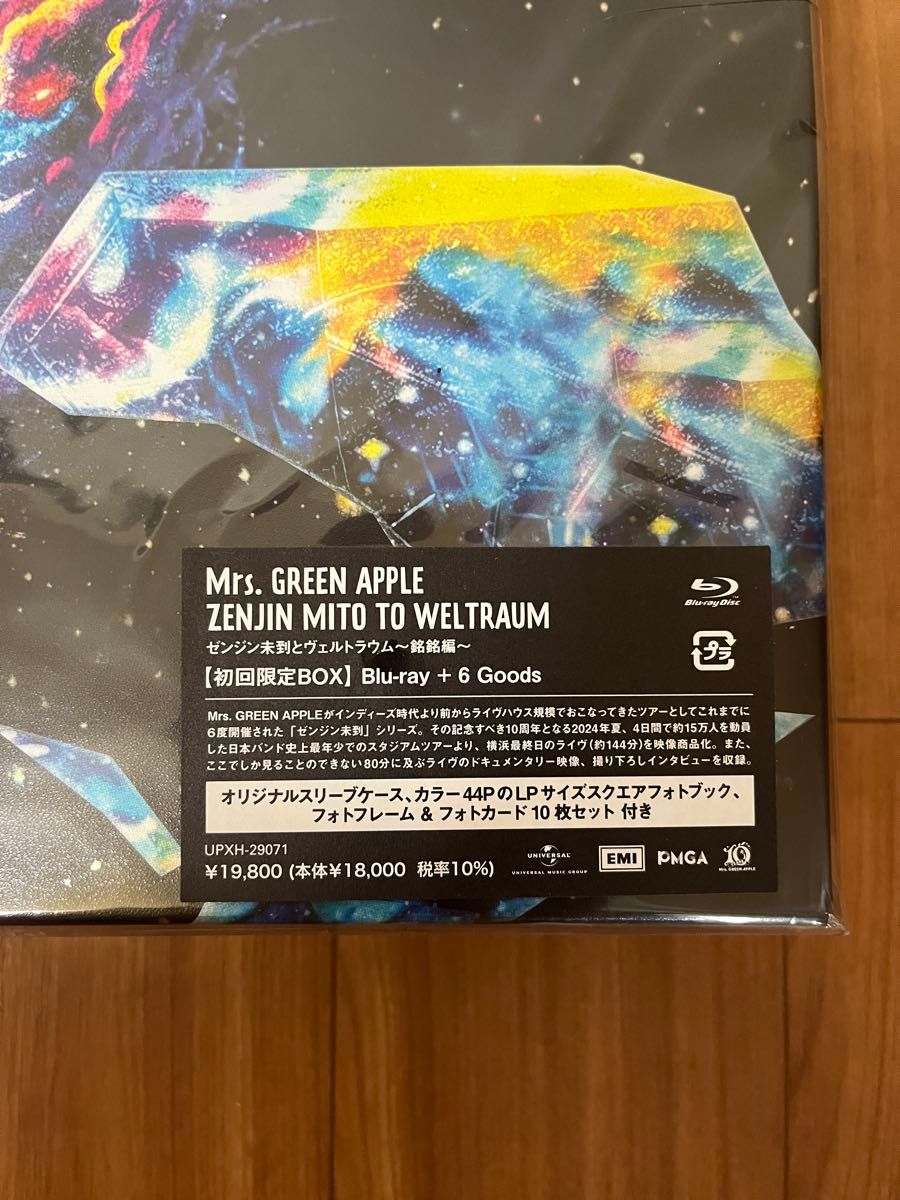 Mrs. GREEN APPLE
ZENJIN MITO TO WELTRAUM
ゼンジン未到とヴェルトラウム〜銘銘編〜
【初回限定BOX】 Blu-ray + 6 Goods
Blu-ray Disc
プラ
Mrs. GREEN APPLEがインディーズ時代より前からライヴハウス規模でおこなってきたツアーとしてこれまでに
6度開催された「ゼンジン未到」シリーズ。その記念すべき10周年となる2024年夏、4日間で約15万人を動員
した日本バンド史上最年少でのスタジアムツアーより、横浜最終日のライヴ(約144分)を映像商品化。また、
ここでしか見ることのできない80分に及ぶライヴのドキュメンタリー映像、撮り下ろしインタビューを収録。
オリジナルスリーブケース、カラー44PのLPサイズスクエアフォトブック、
フォトフレーム & フォトカード10枚セット 付き
UPXH-29071
¥19,800 (本体¥18,000 税率10%)
UNIVERSAL
UNIVERSAL MUSIC GROUP
EMI
PMGA
10
Mrs. GREEN APPLE